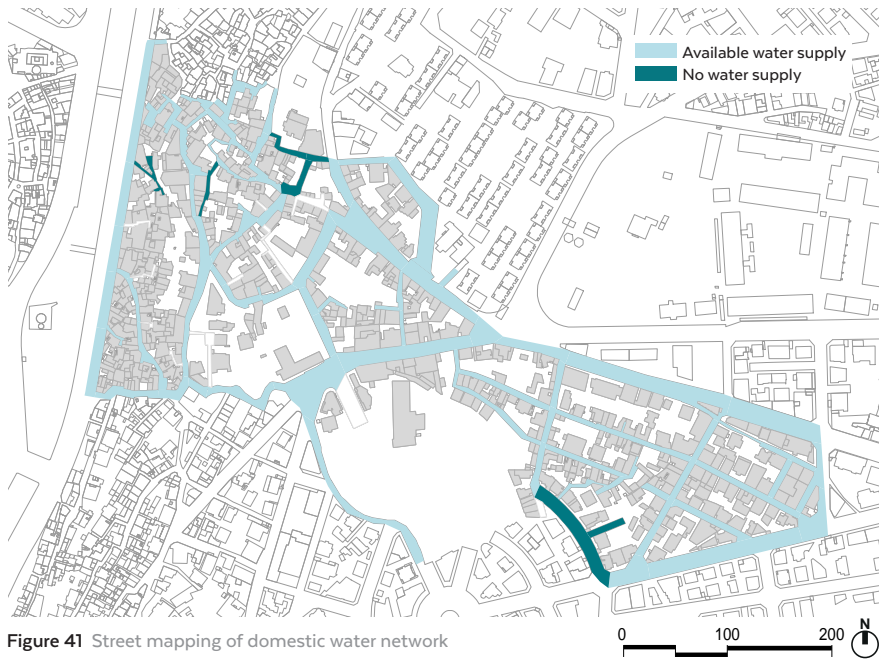 Available water supply
No water supply
Figure 41 Street mapping of domestic water network
0 100 200
N